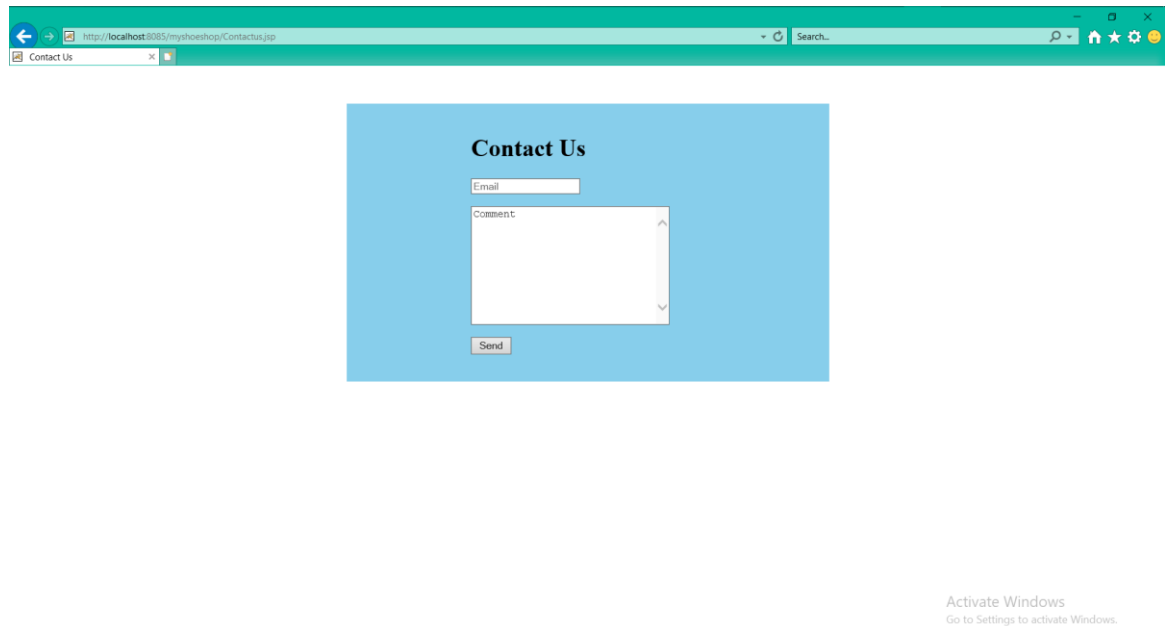 http://localhost:8085/myshoeshop/Contactus.jsp
Search...
Contact Us
Contact Us
Email
Comment
Send
Activate Windows
Go to Settings to activate Windows.